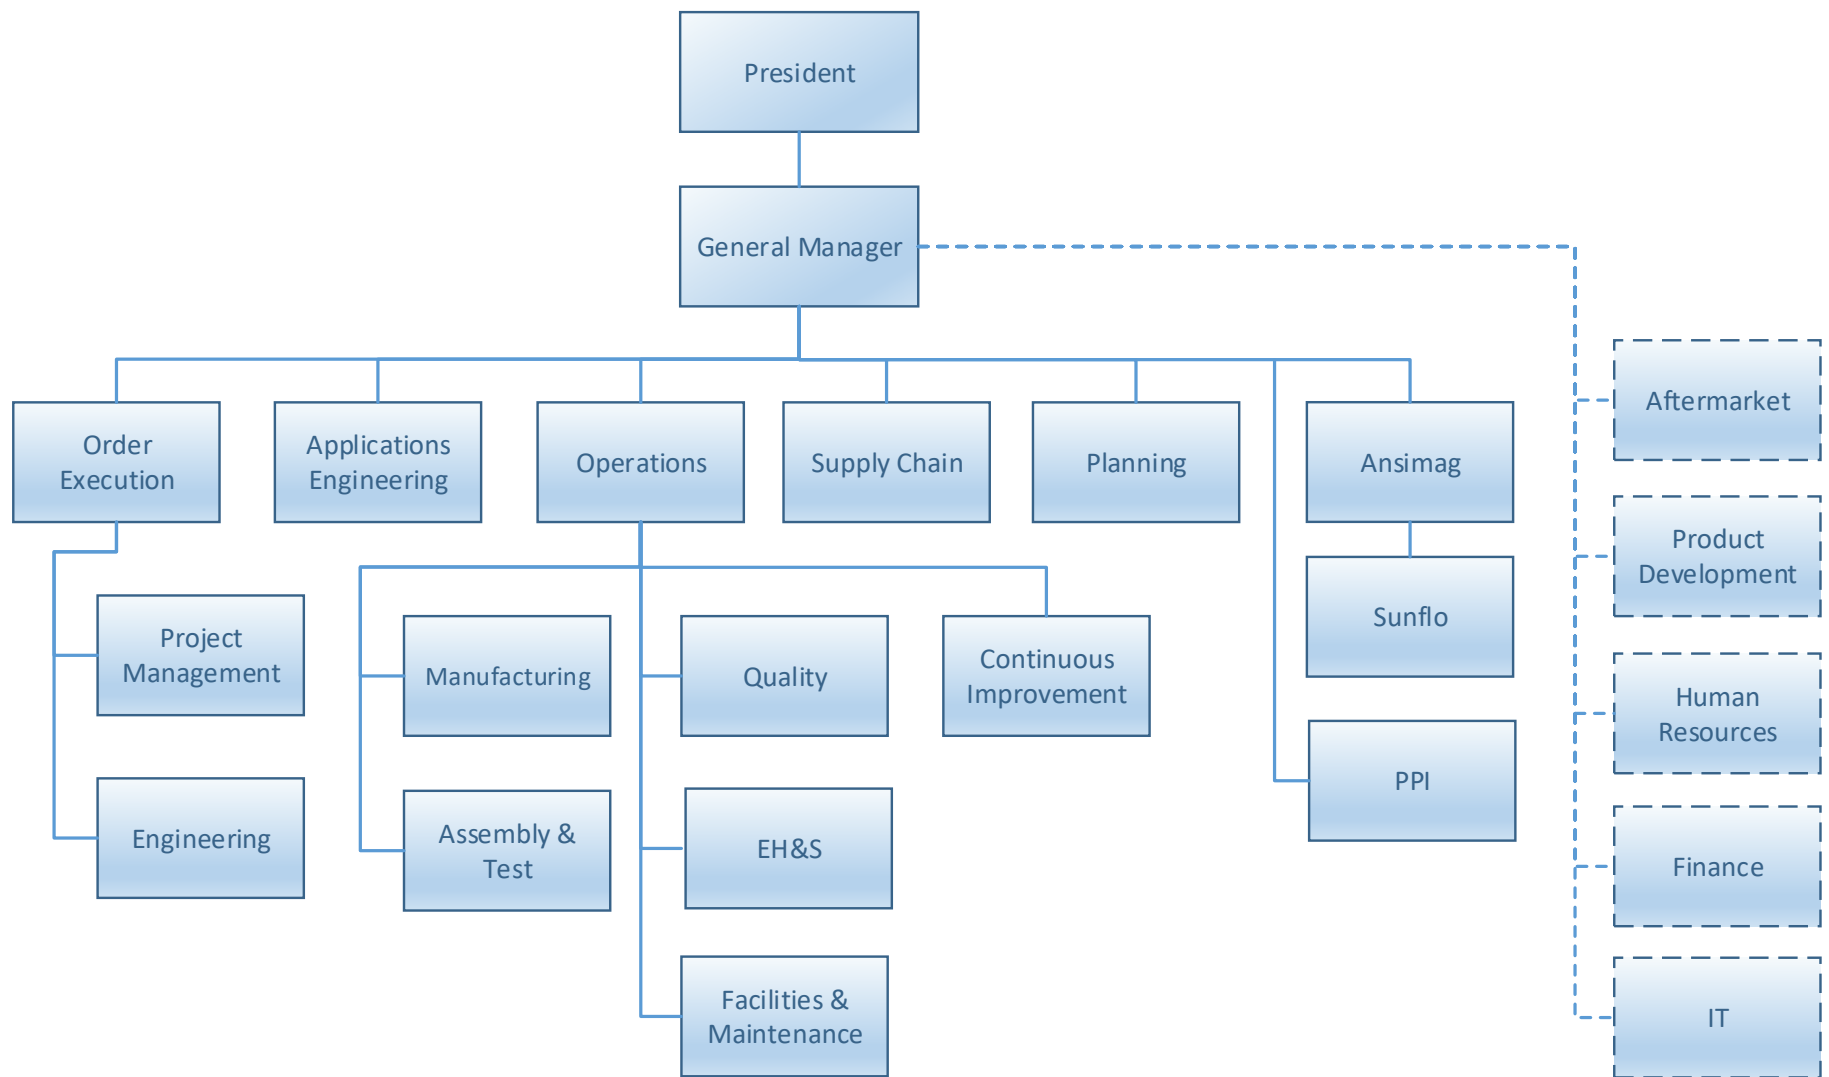 President
General Manager
Order
Execution
Applications
Engineering
Operations
Supply Chain
Planning
Ansimag
Aftermarket
Product
Development
Sunflo
Project
Management
Manufacturing
Quality
Continuous
Improvement
Human
Resources
PPI
Engineering
Assembly &
Test
EH&S
Finance
Facilities &
Maintenance
IT